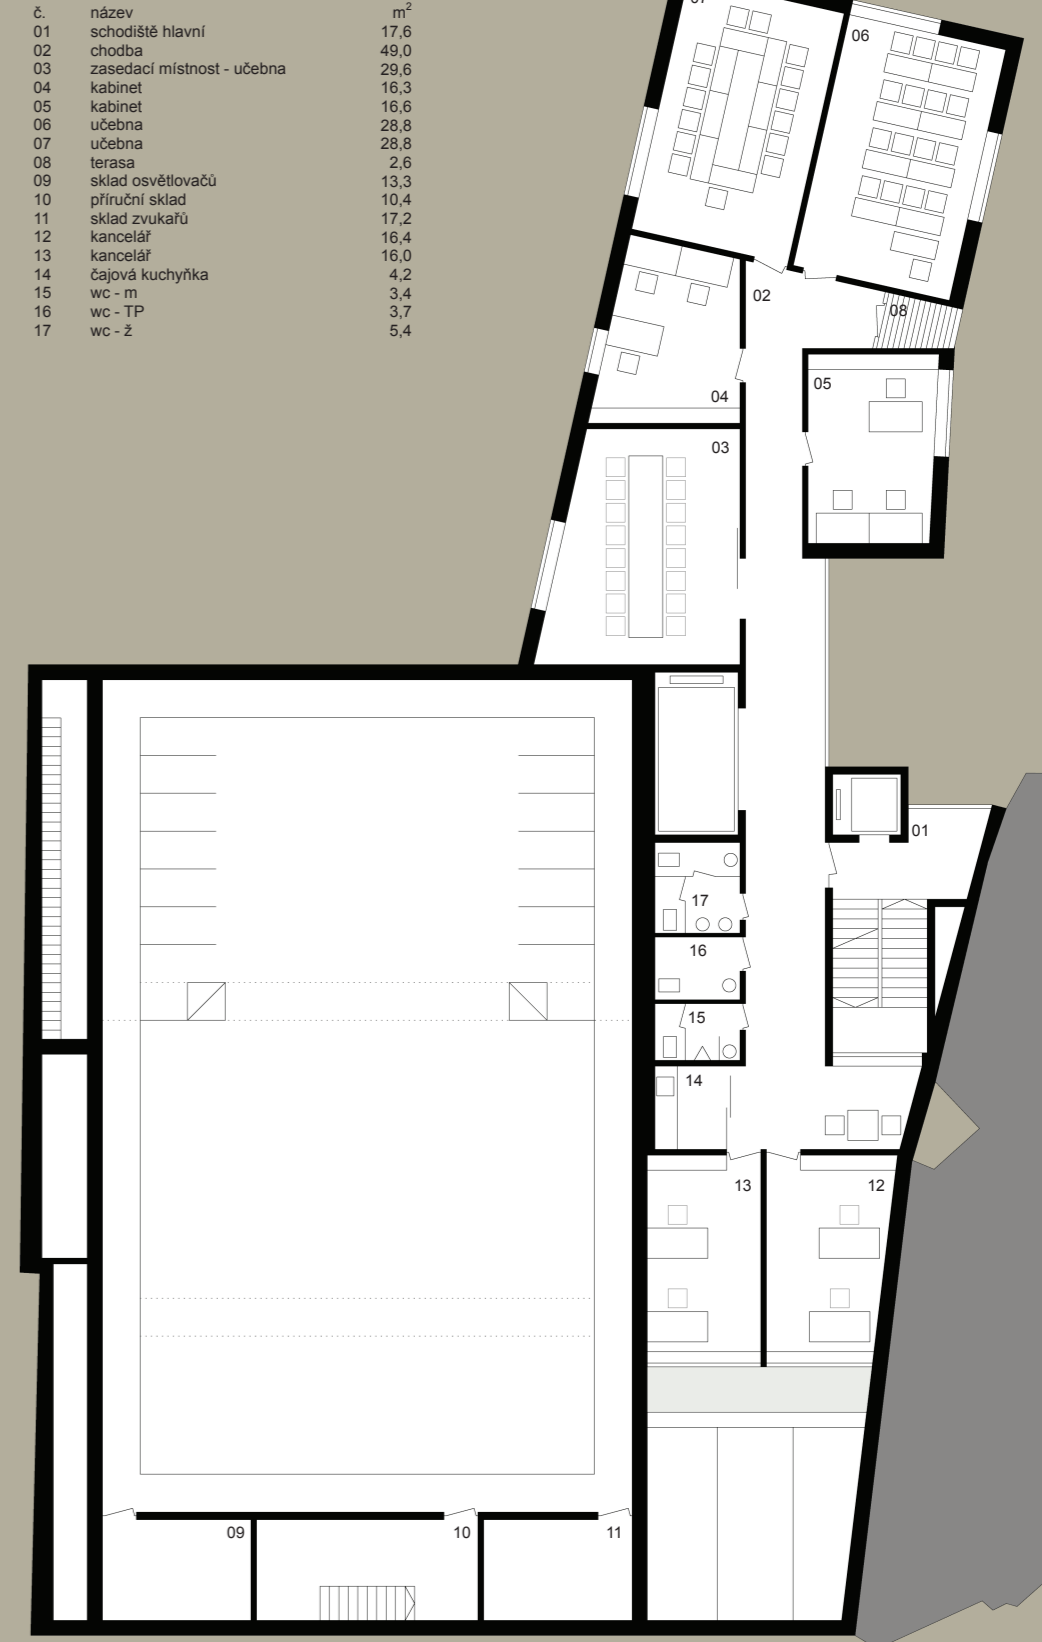 č. název m²
01 schodiště hlavní 17,6
02 chodba 49,0
03 zasedací místnost - učebna 29,6
04 kabinet 16,3
05 kabinet 16,6
06 učebna 28,8
07 učebna 28,8
08 terasa 2,6
09 sklad osvětlovačů 13,3
10 příruční sklad 10,4
11 sklad zvukařů 17,2
12 kancelář 16,4
13 kancelář 16,0
14 čajová kuchyňka 4,2
15 wc - m 3,4
16 wc - TP 3,7
17 wc - ž 5,4
07
06
02
08
05
04
03
01
17
16
15
14
13
12
09
10
11